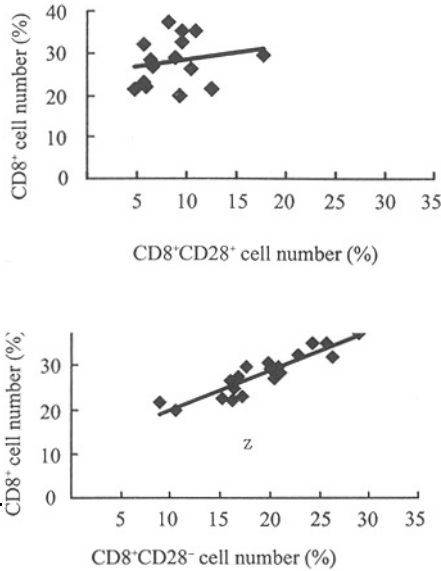 CD8⁺ cell number (%)
40
30
20
10
0
5 10 15 20 25 30 35
CD8⁺CD28⁺ cell number (%)
CD8⁺ cell number (%)
30
20
10
0
z
5 10 15 20 25 30 35
CD8⁺CD28⁻ cell number (%)